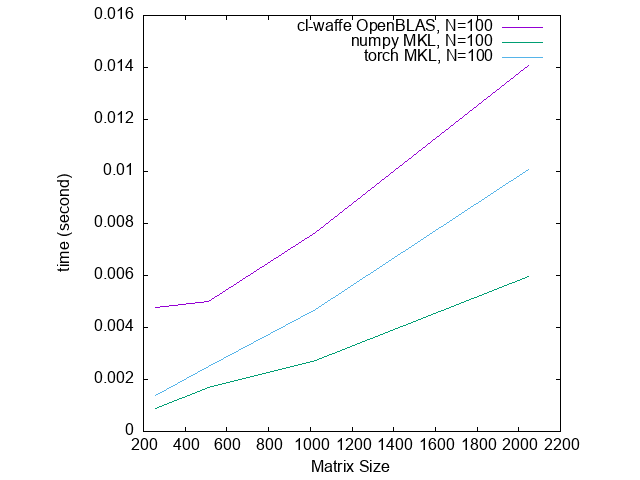 0.016
cl-waffe OpenBLAS, N=100
numpy MKL, N=100
torch MKL, N=100
0.014
0.012
0.01
0.008
0.006
0.004
0.002
0
time (second)
200 400 600 800 1000 1200 1400 1600 1800 2000 2200
Matrix Size